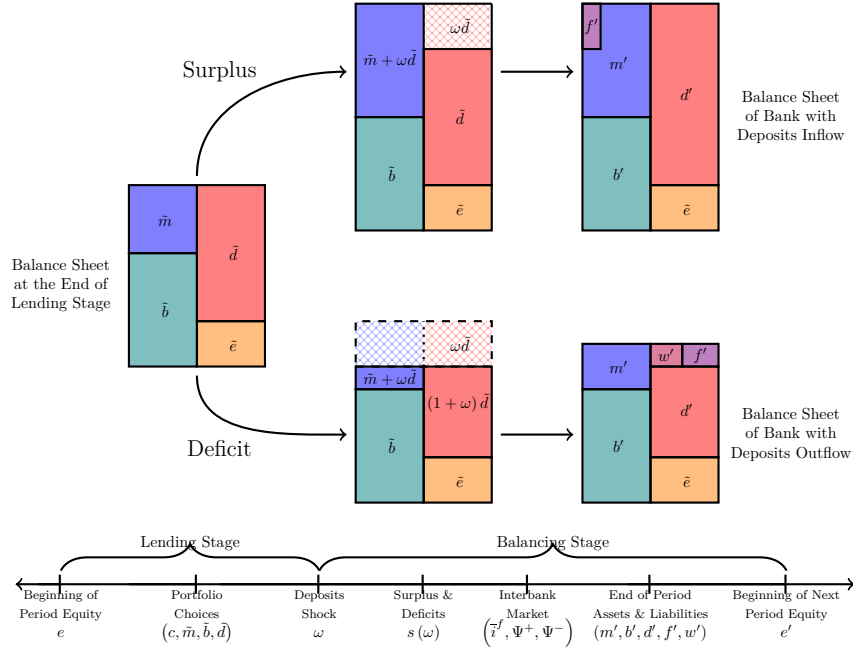 Surplus
m̃ + ωd̃
ωd̃
d̃
b̃
ẽ
f′
m′
d′
b′
ẽ
Balance Sheet
of Bank with
Deposits Inflow
Balance Sheet
at the End of
Lending Stage
m̃
d̃
b̃
ẽ
Deficit
ωd̃
m̃ + ωd̃
(1 + ω) d̃
b̃
ẽ
m′
w′
f′
d′
b′
ẽ
Balance Sheet
of Bank with
Deposits Outflow
Lending Stage
Balancing Stage
Beginning of
Period Equity
e
Portfolio
Choices
(c, m̃, b̃, d̃)
Deposits
Shock
ω
Surplus &
Deficits
s (ω)
Interbank
Market
(i̅ᶠ, Ψ⁺, Ψ⁻)
End of Period
Assets & Liabilities
(m′, b′, d′, f′, w′)
Beginning of Next
Period Equity
e′